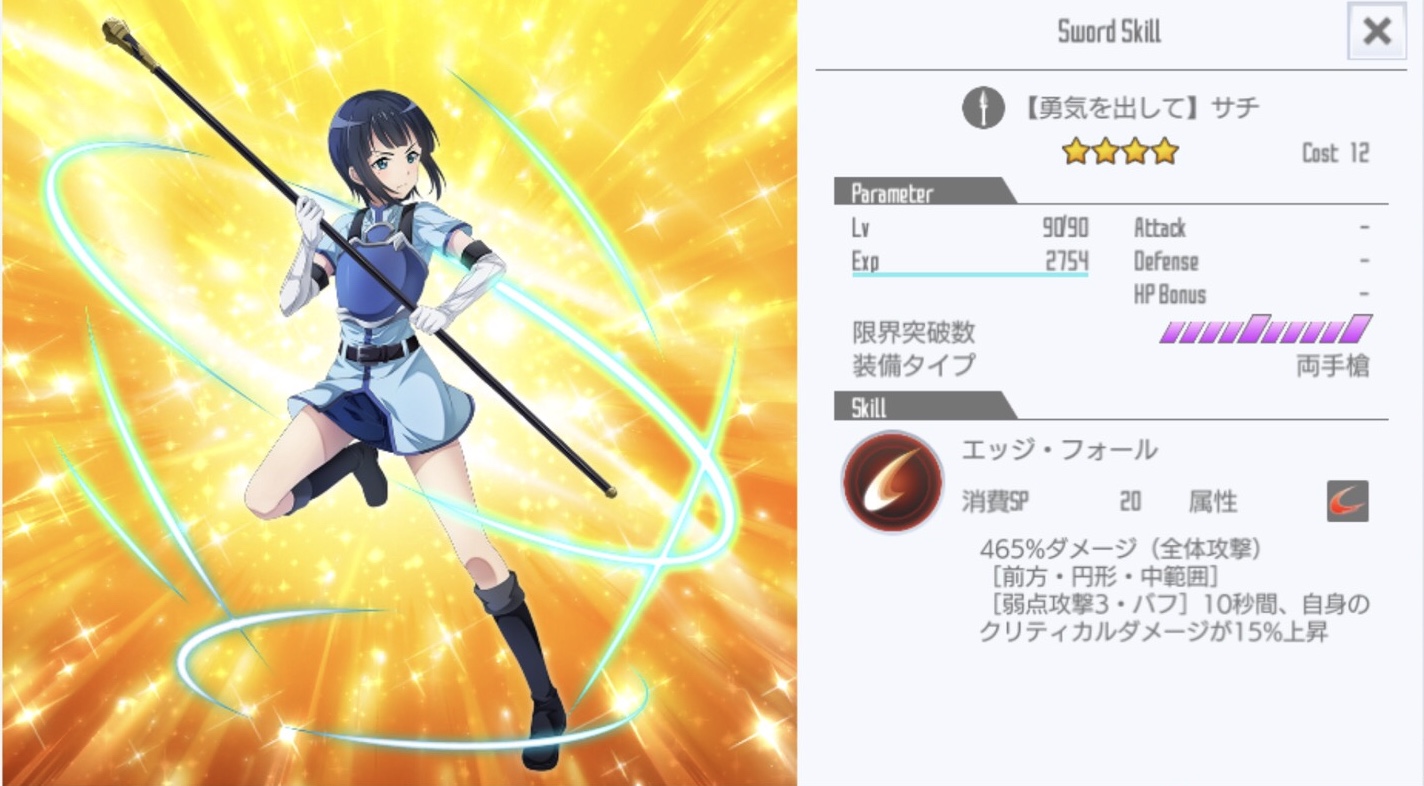 Sword Skill
【勇気を出して】サチ
Cost 12
Parameter
Lv 90/90 Attack -
Exp 2754 Defense -
HP Bonus -
限界突破数
装備タイプ 両手槍
Skill
エッジ・フォール
消費SP 20 属性
465%ダメージ（全体攻撃）
［前方・円形・中範囲］
［弱点攻撃3・バフ］10秒間、自身の
クリティカルダメージが15%上昇